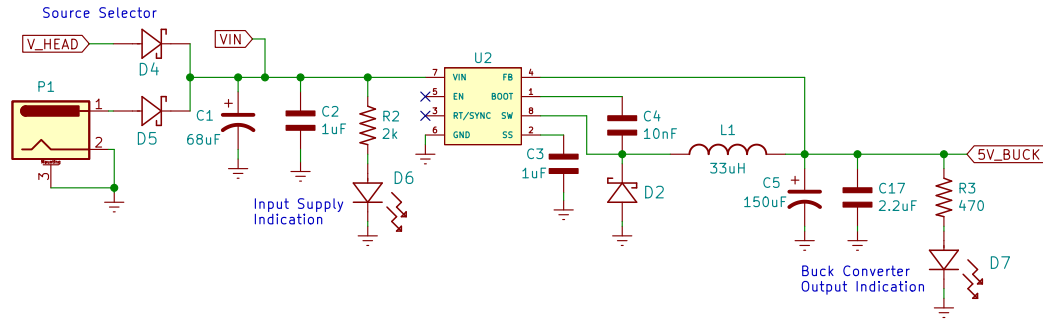 Source Selector
V_HEAD
D4
VIN
P1
1
2
3
D5
C1
68uF
C2
1uF
R2
2k
D6
Input Supply
Indication
U2
7
VIN
FB
4
5
EN
BOOT
1
3
RT/SYNC
SW
8
6
GND
SS
2
C4
10nF
C3
1uF
D2
L1
33uH
5V_BUCK
C5
150uF
C17
2.2uF
R3
470
D7
Buck Converter
Output Indication